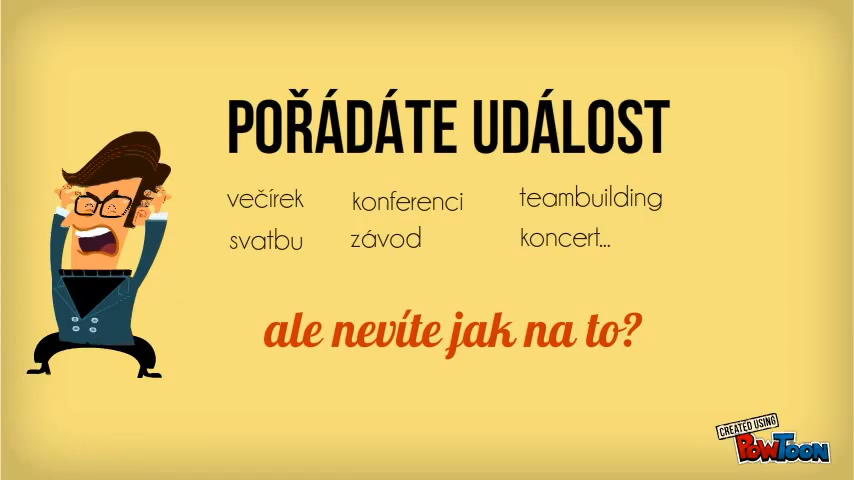 POŘÁDÁTE UDÁLOST
večírek konferenci teambuilding
svatbu závod koncert...
ale nevíte jak na to?
CREATED USING
POWTOON